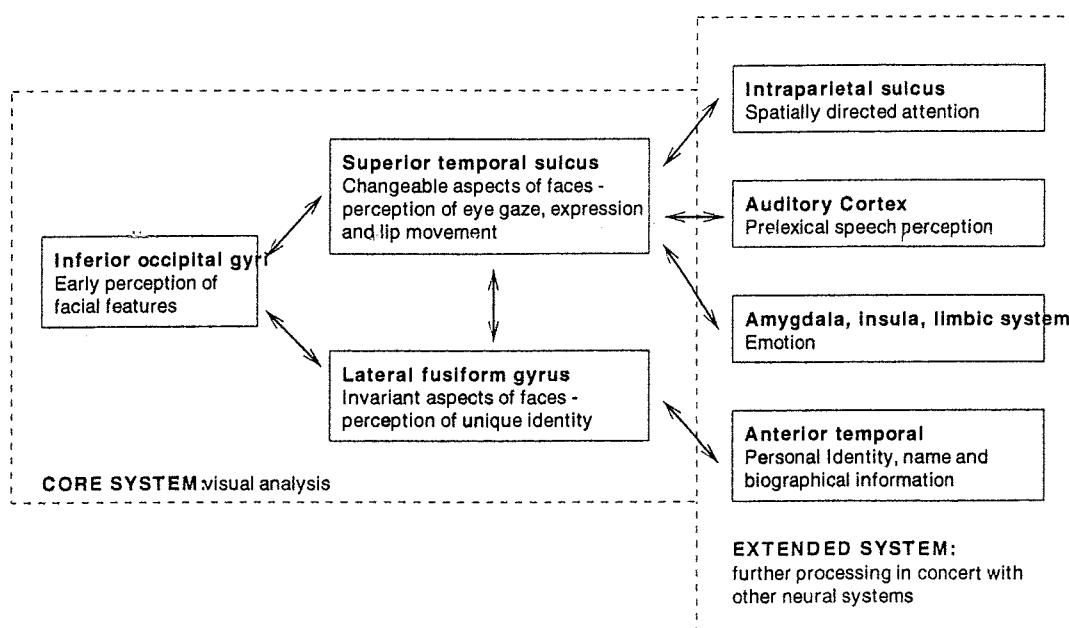 Inferior occipital gyri
Early perception of
facial features
Superior temporal sulcus
Changeable aspects of faces -
perception of eye gaze, expression
and lip movement
Lateral fusiform gyrus
Invariant aspects of faces -
perception of unique identity
CORE SYSTEM:visual analysis
Intraparietal sulcus
Spatially directed attention
Auditory Cortex
Prelexical speech perception
Amygdala, insula, limbic system
Emotion
Anterior temporal
Personal Identity, name and
biographical information
EXTENDED SYSTEM:
further processing in concert with
other neural systems